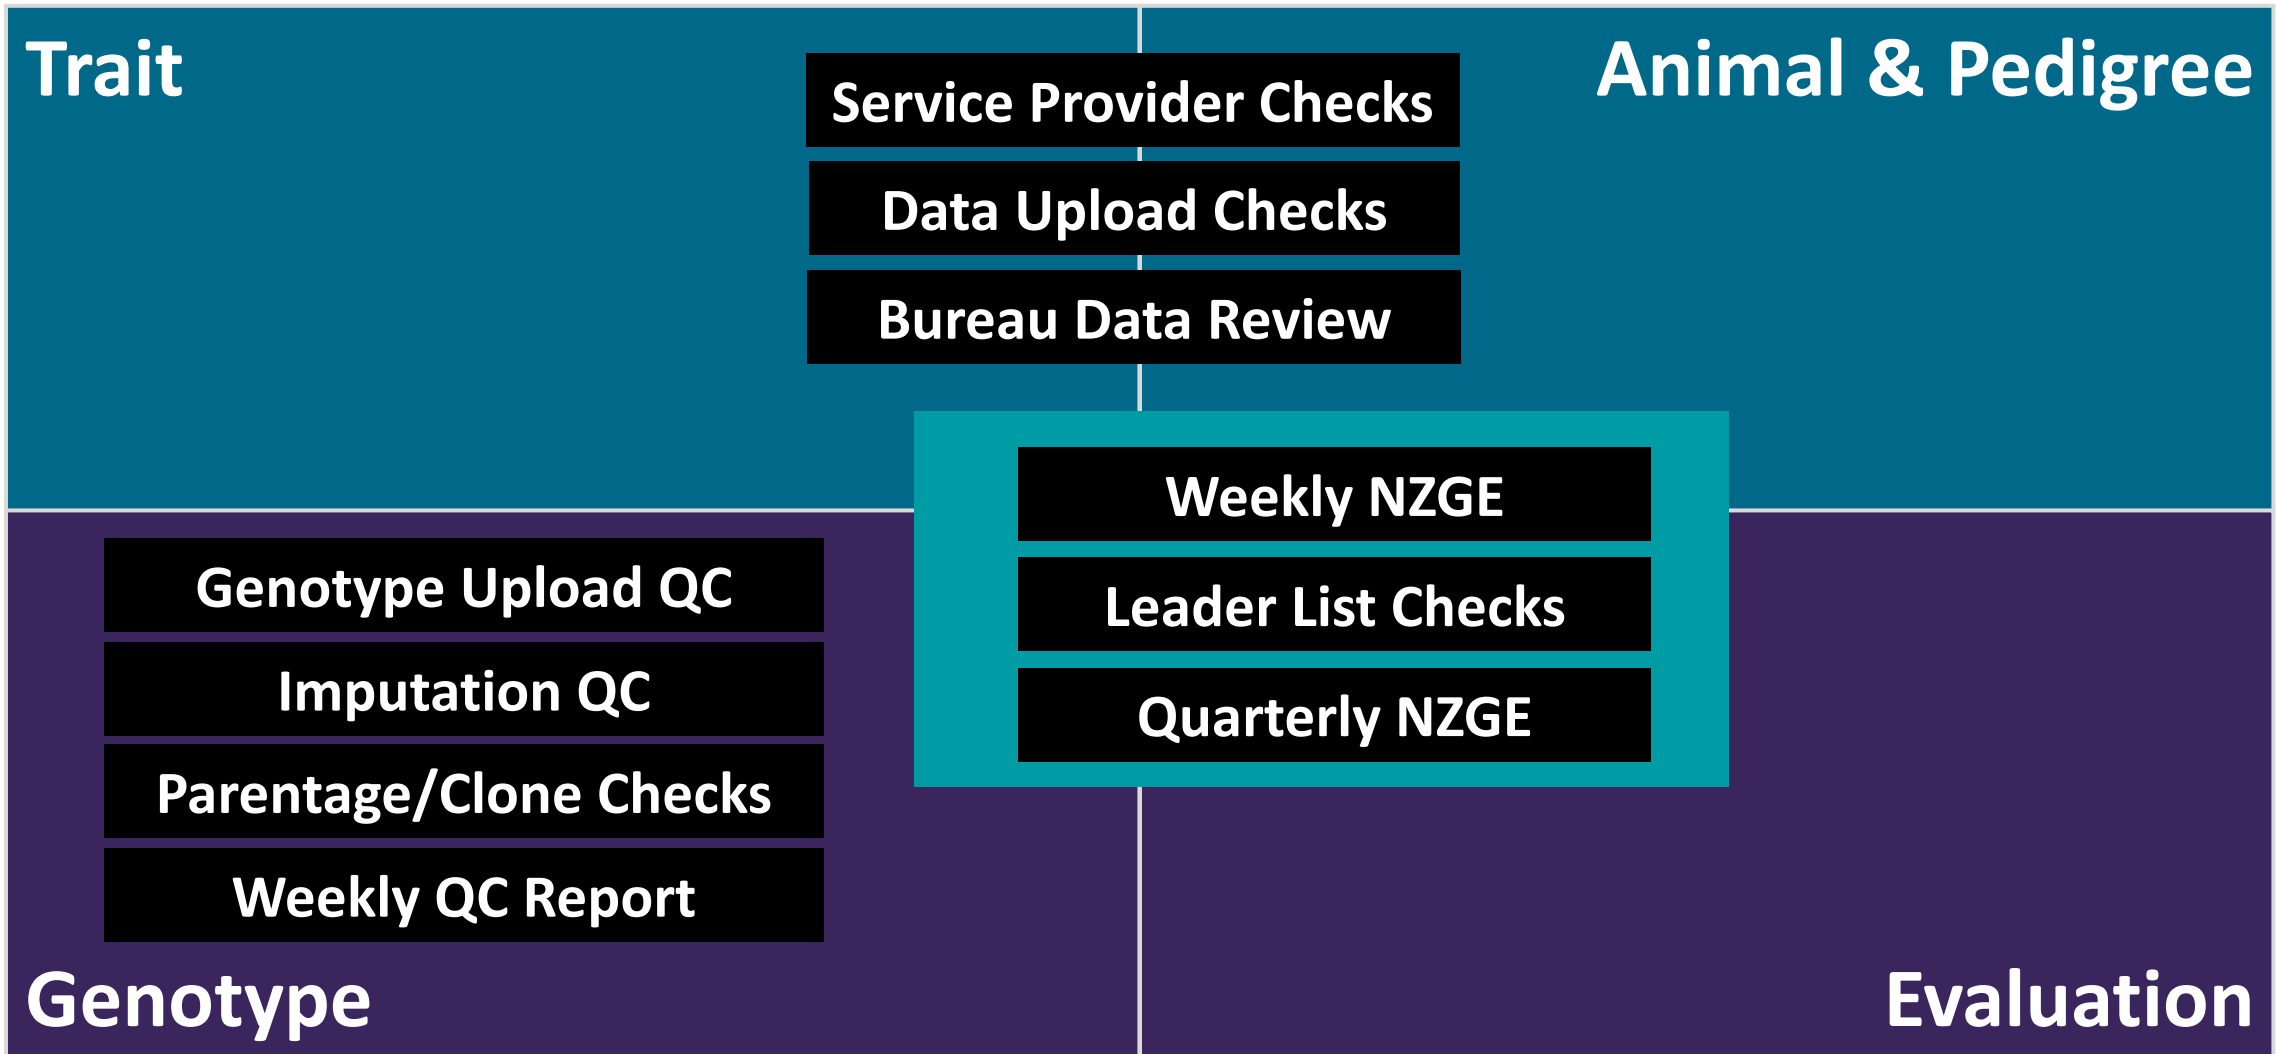 Trait
Animal & Pedigree
Service Provider Checks
Data Upload Checks
Bureau Data Review
Weekly NZGE
Leader List Checks
Quarterly NZGE
Genotype Upload QC
Imputation QC
Parentage/Clone Checks
Weekly QC Report
Genotype
Evaluation